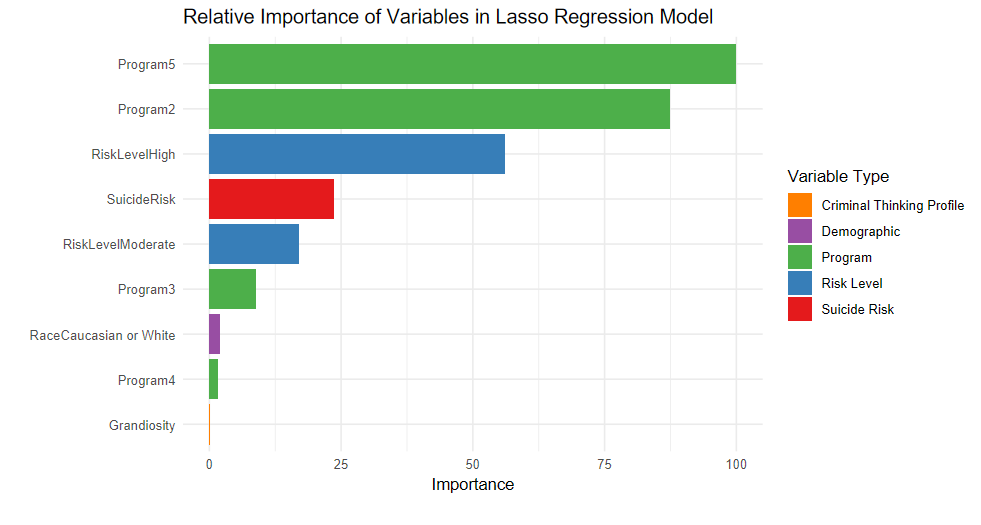 Relative Importance of Variables in Lasso Regression Model
Program5
Program2
RiskLevelHigh
SuicideRisk
RiskLevelModerate
Program3
RaceCaucasian or White
Program4
Grandiosity
0 25 50 75 100
Importance
Variable Type
Criminal Thinking Profile
Demographic
Program
Risk Level
Suicide Risk